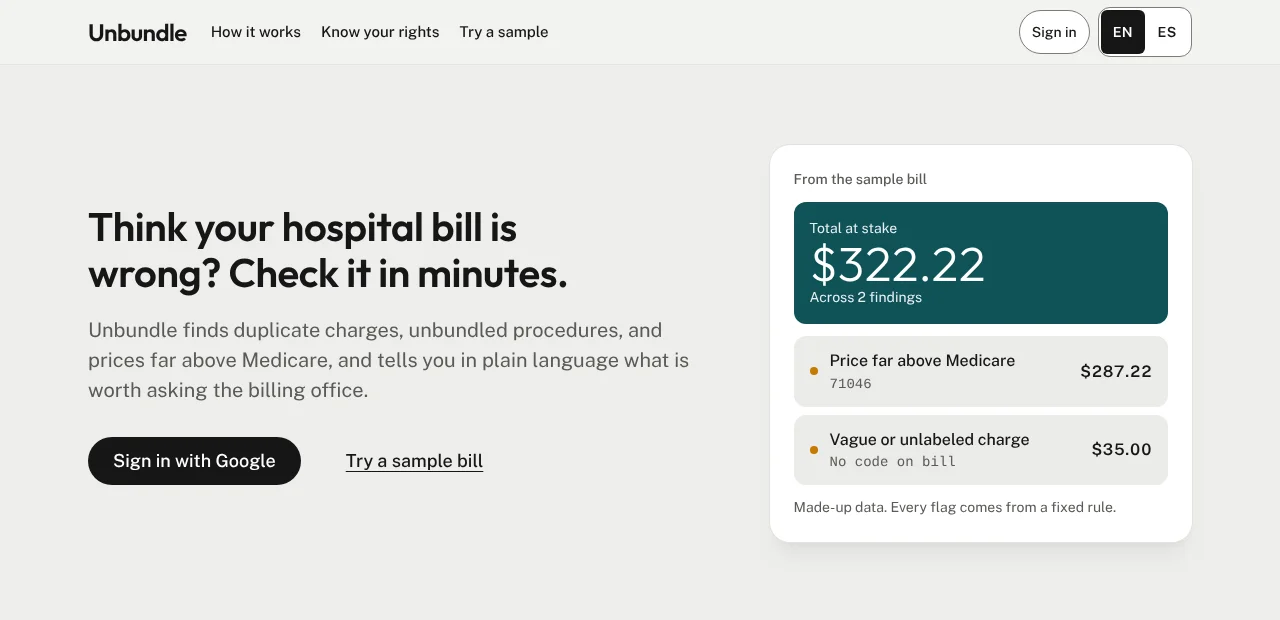 Unbundle
How it works
Know your rights
Try a sample
Sign in
EN
ES
Think your hospital bill is
wrong? Check it in minutes.
Unbundle finds duplicate charges, unbundled procedures, and
prices far above Medicare, and tells you in plain language what is
worth asking the billing office.
Sign in with Google
Try a sample bill
From the sample bill
Total at stake
$322.22
Across 2 findings
Price far above Medicare
71046
$287.22
Vague or unlabeled charge
No code on bill
$35.00
Made-up data. Every flag comes from a fixed rule.